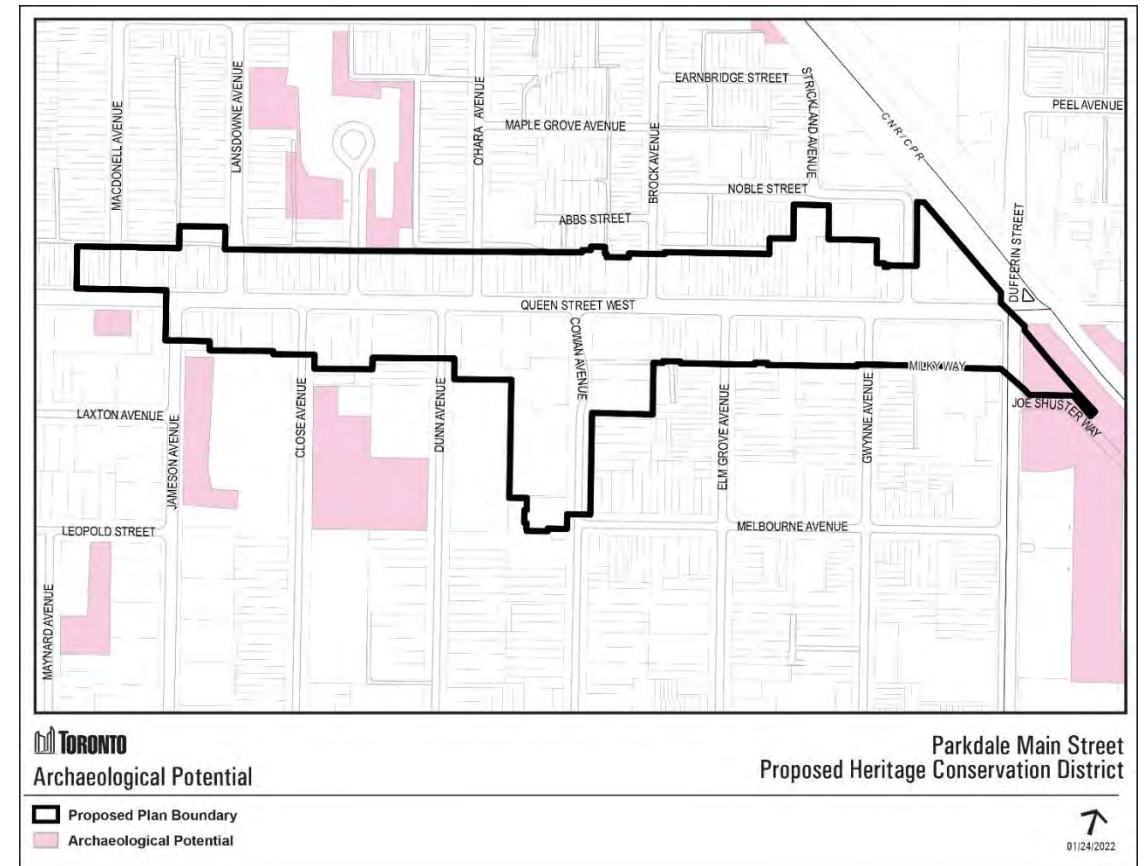 EARNBRIDGE STREET
STRICKLAND AVENUE
CNR/CPR
PEEL AVENUE
MACDONELL AVENUE
LANSDOWNE AVENUE
O'HARA AVENUE
MAPLE GROVE AVENUE
BROCK AVENUE
NOBLE STREET
ABBS STREET
DUFFERIN STREET
QUEEN STREET WEST
COWAN AVENUE
MILKY WAY
JOE SHUSTER WAY
LAXTON AVENUE
JAMESON AVENUE
CLOSE AVENUE
DUNN AVENUE
ELM GROVE AVENUE
GWYNNE AVENUE
LEOPOLD STREET
MELBOURNE AVENUE
MAYNARD AVENUE
TORONTO
Archaeological Potential
Parkdale Main Street
Proposed Heritage Conservation District
Proposed Plan Boundary
Archaeological Potential
01/24/2022